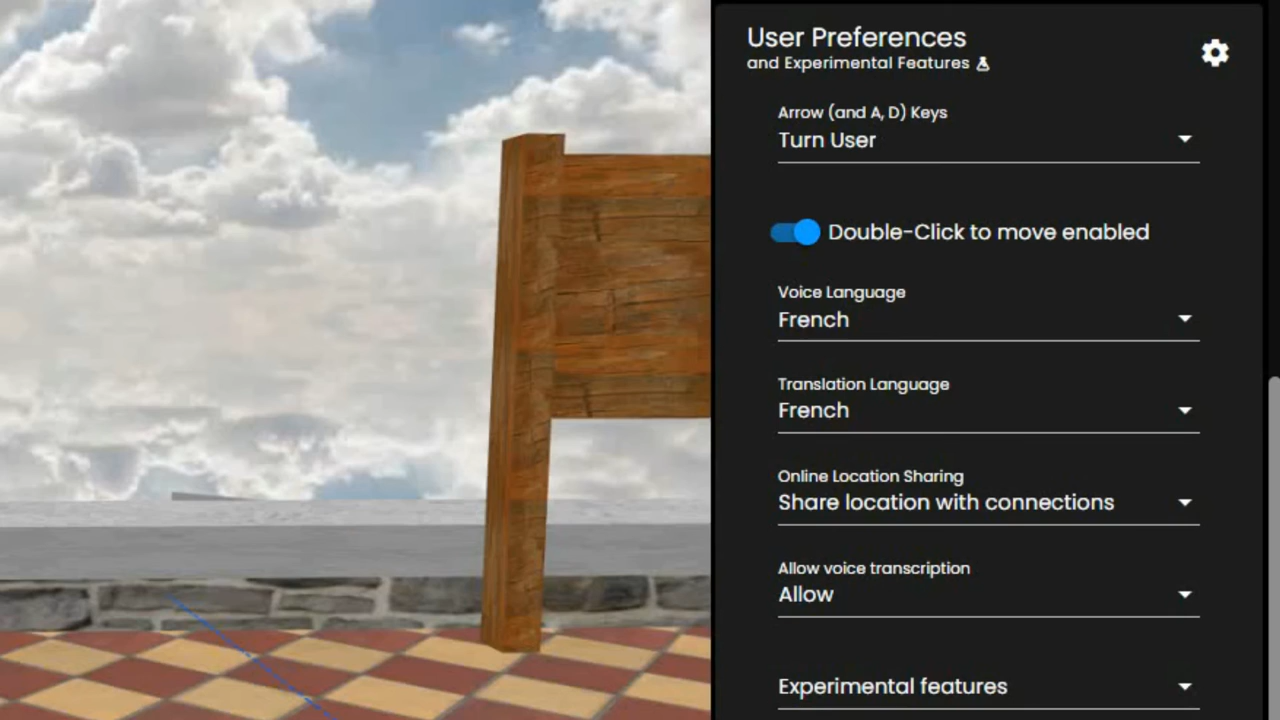 User Preferences
and Experimental Features
Arrow (and A, D) Keys
Turn User
Double-Click to move enabled
Voice Language
French
Translation Language
French
Online Location Sharing
Share location with connections
Allow voice transcription
Allow
Experimental features